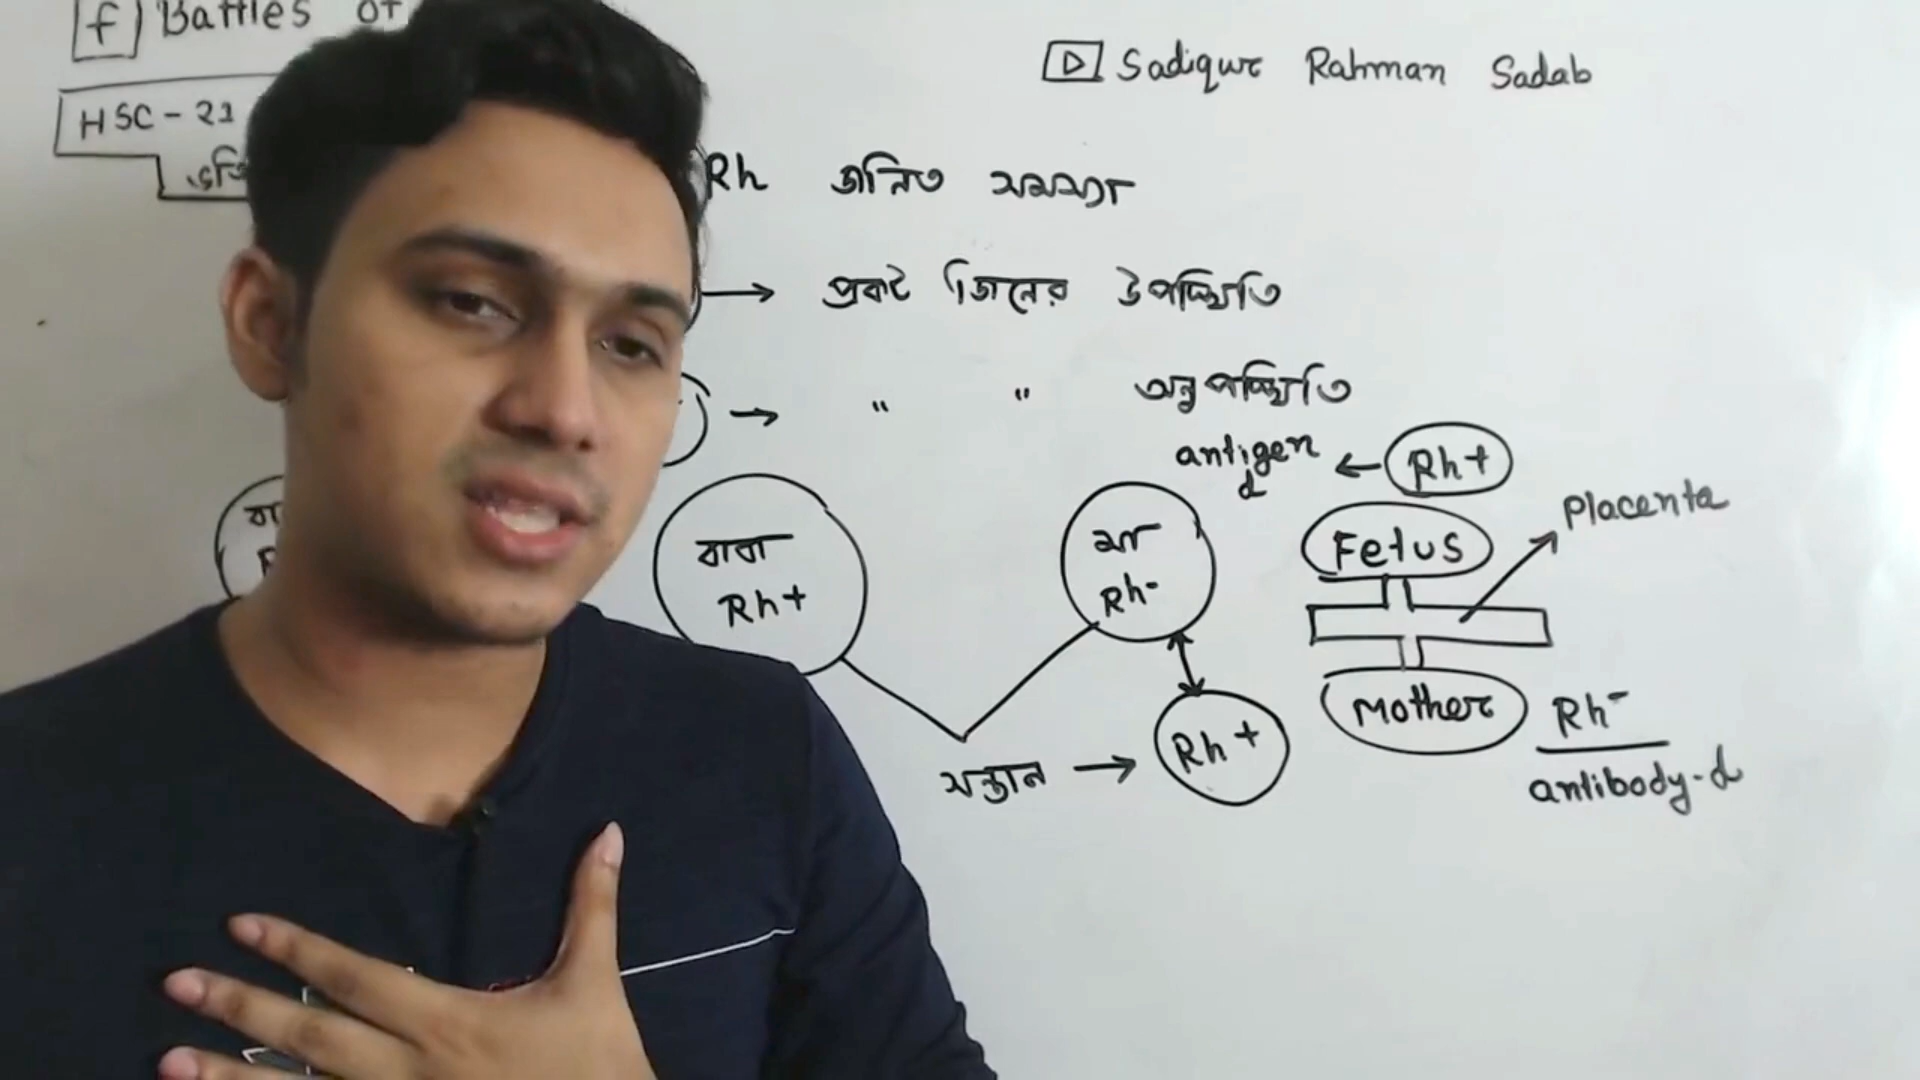 f Battles of
Sadiqur Rahman Sadab
HSC - 21
Rh জনিত সমস্যা
→ প্রকট জিনের উপস্থিতি
→ " " অনুপস্থিতি
antigen d ← Rh+
Placenta
Fetus
বাবা
Rh+
মা
Rh-
Mother
Rh-
antibody-d
সন্তান → Rh+